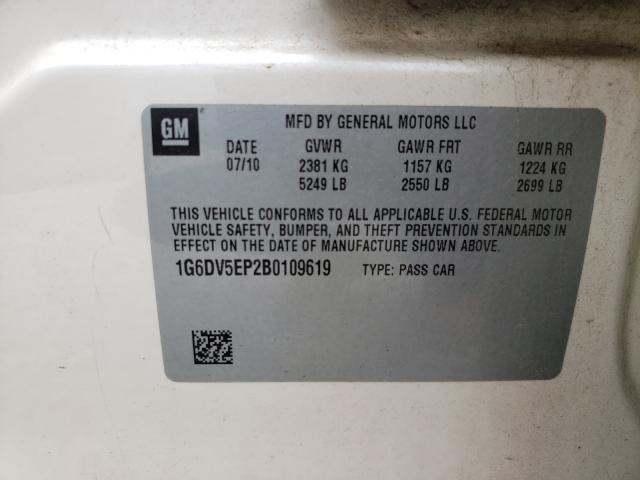 GM
MFD BY GENERAL MOTORS LLC
DATE GVWR GAWR FRT GAWR RR
07/10 2381 KG 1157 KG 1224 KG
5249 LB 2550 LB 2699 LB
THIS VEHICLE CONFORMS TO ALL APPLICABLE U.S. FEDERAL MOTOR
VEHICLE SAFETY, BUMPER, AND THEFT PREVENTION STANDARDS IN
EFFECT ON THE DATE OF MANUFACTURE SHOWN ABOVE.
1G6DV5EP2B0109619 TYPE: PASS CAR